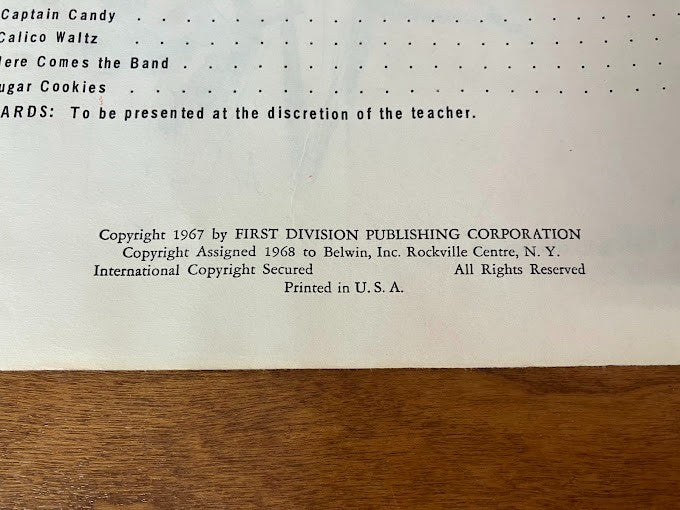 Captain Candy . . . . . . . . . . . . . . . . . . . . .
Calico Waltz . . . . . . . . . . . . . . . . . . . . . .
Here Comes the Band . . . . . . . . . . . . . . . . . .
ugar Cookies . . . . . . . . . . . . . . . . . . . . .
ARDS: To be presented at the discretion of the teacher.
Copyright 1967 by FIRST DIVISION PUBLISHING CORPORATION
Copyright Assigned 1968 to Belwin, Inc. Rockville Centre, N. Y.
International Copyright Secured All Rights Reserved
Printed in U. S. A.